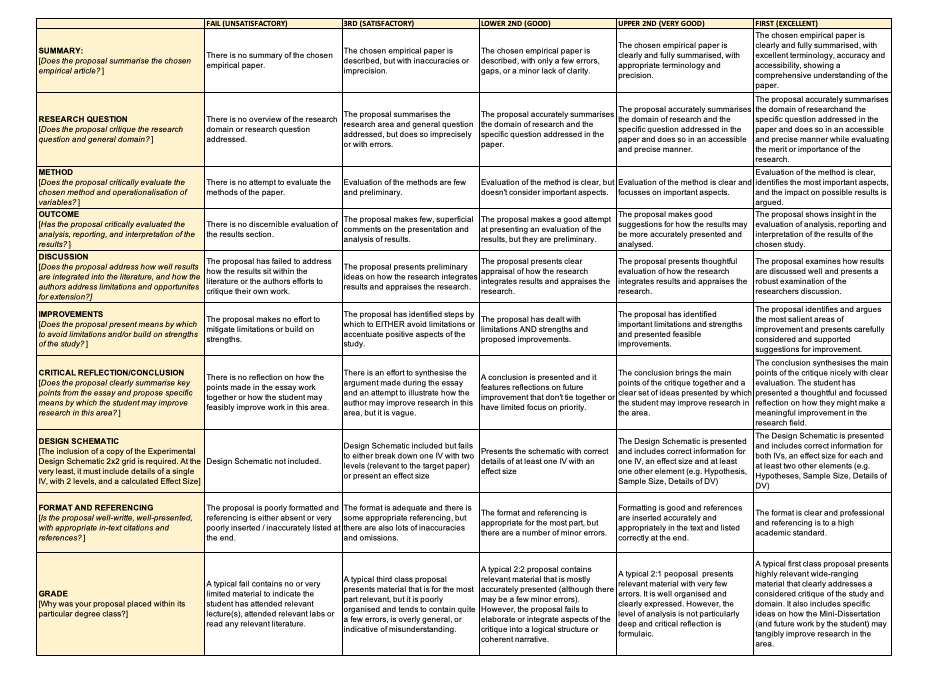 FAIL (UNSATISFACTORY)
3RD (SATISFACTORY)
LOWER 2ND (GOOD)
UPPER 2ND (VERY GOOD)
FIRST (EXCELLENT)
SUMMARY:
[Does the proposal summarise the chosen
empirical article? ]
There is no summary of the chosen
empirical paper.
The chosen empirical paper is
described, but with inaccuracies or
imprecision.
The chosen empirical paper is
described, with only a few errors,
gaps, or a minor lack of clarity.
The chosen empirical paper is
clearly and fully summarised, with
appropriate terminology and
precision.
The chosen empirical paper is
clearly and fully summarised, with
excellent terminology, accuracy and
accessibility, showing a
comprehensive understanding of the
paper.
RESEARCH QUESTION
[Does the proposal critique the research
question and general domain? ]
There is no overview of the research
domain or research question
addressed.
The proposal summarises the
research area and general question
addressed, but does so imprecisely
or with errors.
The proposal accurately summarises
the domain of research and the
specific question addressed in the
paper.
The proposal accurately summarises
the domain of research and the
specific question addressed in the
paper and does so in an accessible
and precise manner.
The proposal accurately summarises
the domain of researchand the
specific question addressed in the
paper and does so in an accessible
and precise manner while evaluating
the merit or importance of the
research.
METHOD
[Does the proposal critically evaluate the
chosen method and operationalisation of
variables? ]
There is no attempt to evaluate the
methods of the paper.
Evaluation of the methods are few
and preliminary.
Evaluation of the method is clear, but
doesn't consider important aspects.
Evaluation of the method is clear and
focusses on important aspects.
Evaluation of the method is clear,
identifies the most important aspects,
and the impact on possible results is
argued.
OUTCOME
[Has the proposal critically evaluated the
analysis, reporting, and interpretation of the
results? ]
There is no discernible evaluation of
the results section.
The proposal makes few, superficial
comments on the presentation and
analysis of results.
The proposal makes a good attempt
at presenting an evaluation of the
results, but they are preliminary.
The proposal makes good
suggestions for how the results may
be more accurately presented and
analysed.
The proposal shows insight in the
evaluation of analysis, reporting and
interpretation of the results of the
chosen study.
DISCUSSION
[Does the proposal address how well results
are integrated into the literature, and how the
authors address limitations and opportunites
for extension?]
The proposal has failed to address
how the results sit within the
literature or the authors efforts to
critique their own work.
The proposal presents preliminary
ideas on how the research integrates
results and appraises the research.
The proposal presents clear
appraisal of how the research
integrates results and appraises the
research.
The proposal presents thoughtful
evaluation of how the research
integrates results and appraises the
research.
The proposal examines how results
are discussed well and presents a
robust examination of the
researchers discussion.
IMPROVEMENTS
[Does the proposal present means by which
to avoid limitations and/or build on strengths
of the study? ]
The proposal makes no effort to
mitigate limitations or build on
strengths.
The proposal has identified steps by
which to EITHER avoid limitations or
accentuate positive aspects of the
study.
The proposal has dealt with
limitations AND strengths and
proposed improvements.
The proposal has identified
important limitations and strengths
and presented feasible
improvements.
The proposal identifies and argues
the most salient areas of
improvement and presents carefully
considered and supported
suggestions for improvement.
CRITICAL REFLECTION/CONCLUSION
[Does the proposal clearly summarise key
points from the essay and propose specific
means by which the student may improve
research in this area? ]
There is no reflection on how the
points made in the essay work
together or how the student may
feasibly improve work in this area.
There is an effort to synthesise the
argument made during the essay
and an attempt to illustrate how the
author may improve research in this
area, but it is vague.
A conclusion is presented and it
features reflections on future
improvement that don't tie together or
have limited focus on priority.
The conclusion brings the main
points of the critique together and a
clear set of ideas presented by which
the student may improve research in
the area.
The conclusion synthesises the main
points of the critique nicely with clear
evaluation. The student has
presented a thoughtful and focussed
reflection on how they might make a
meaningful improvement in the
research field.
DESIGN SCHEMATIC
[The inclusion of a copy of the Experimental
Design Schematic 2x2 grid is required. At the
very least, it must include details of a single
IV, with 2 levels, and a calculated Effect Size]
Design Schematic not included.
Design Schematic included but fails
to either break down one IV with two
levels (relevant to the target paper)
or present an effect size
Presents the schematic with correct
details of at least one IV with an
effect size
The Design Schematic is presented
and includes correct information for
one IV, an effect size and at least
one other element (e.g. Hypothesis,
Sample Size, Details of DV)
The Design Schematic is presented
and includes correct information for
both IVs, an effect size for each and
at least two other elements (e.g.
Hypotheses, Sample Size, Details of
DV)
FORMAT AND REFERENCING
[Is the proposal well-write, well-presented,
with appropriate in-text citations and
references? ]
The proposal is poorly formatted and
referencing is either absent or very
poorly inserted / inaccurately listed at
the end.
The format is adequate and there is
some appropriate referencing, but
there are also lots of inaccuracies
and omissions.
The format and referencing is
appropriate for the most part, but
there are a number of minor errors.
Formatting is good and references
are inserted accurately and
appropriately in the text and listed
correctly at the end.
The format is clear and professional
and referencing is to a high
academic standard.
GRADE
[Why was your proposal placed within its
particular degree class?]
A typical fail contains no or very
limited material to indicate the
student has attended relevant
lecture(s), attended relevant labs or
read any relevant literature.
A typical third class proposal
presents material that is for the most
part relevant, but it is poorly
organised and tends to contain quite
a few errors, is overly general, or
indicative of misunderstanding.
A typical 2:2 proposal contains
relevant material that is mostly
accurately presented (although there
may be a few minor errors).
However, the proposal fails to
elaborate or integrate aspects of the
critique into a logical structure or
coherent narrative.
A typical 2:1 peoposal presents
relevant material with very few
errors. It is well organised and
clearly expressed. However, the
level of analysis is not particularly
deep and critical reflection is
formulaic.
A typical first class proposal presents
highly relevant wide-ranging
material that clearly addresses a
considered critique of the study and
domain. It also includes specific
ideas on how the Mini-Dissertation
(and future work by the student) may
tangibly improve research in the
area.